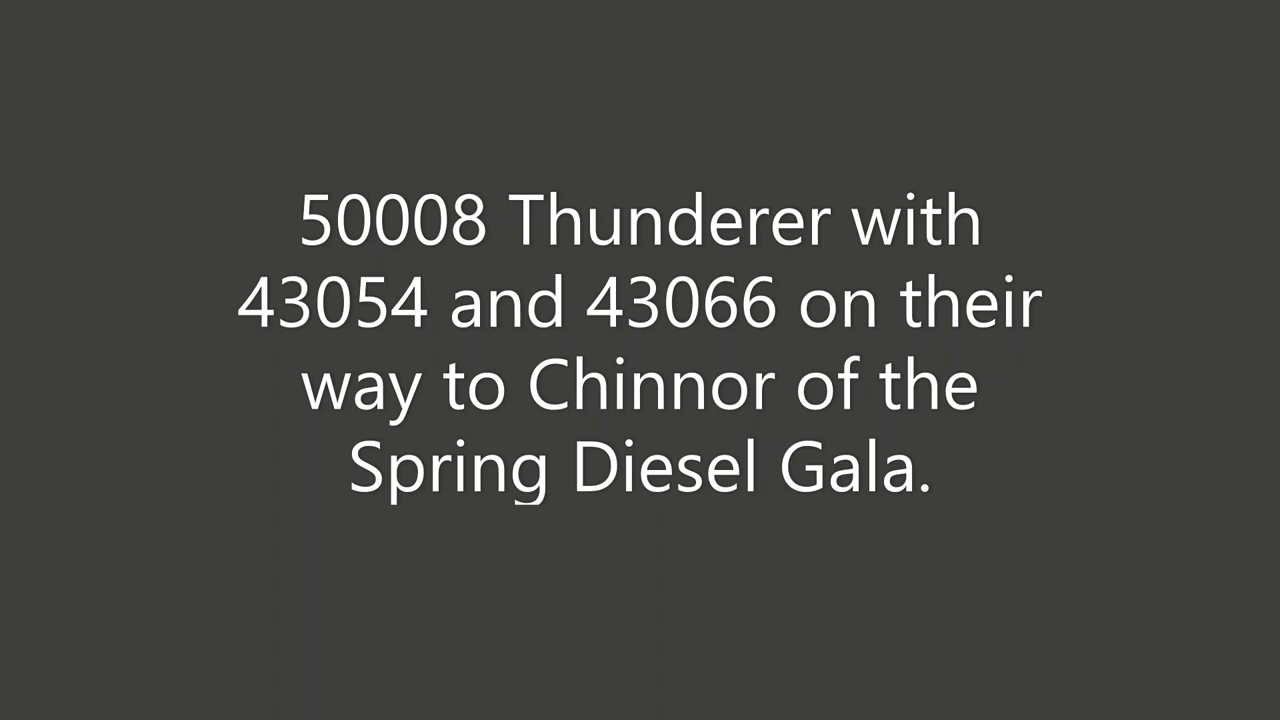 50008 Thunderer with
43054 and 43066 on their
way to Chinnor of the
Spring Diesel Gala.